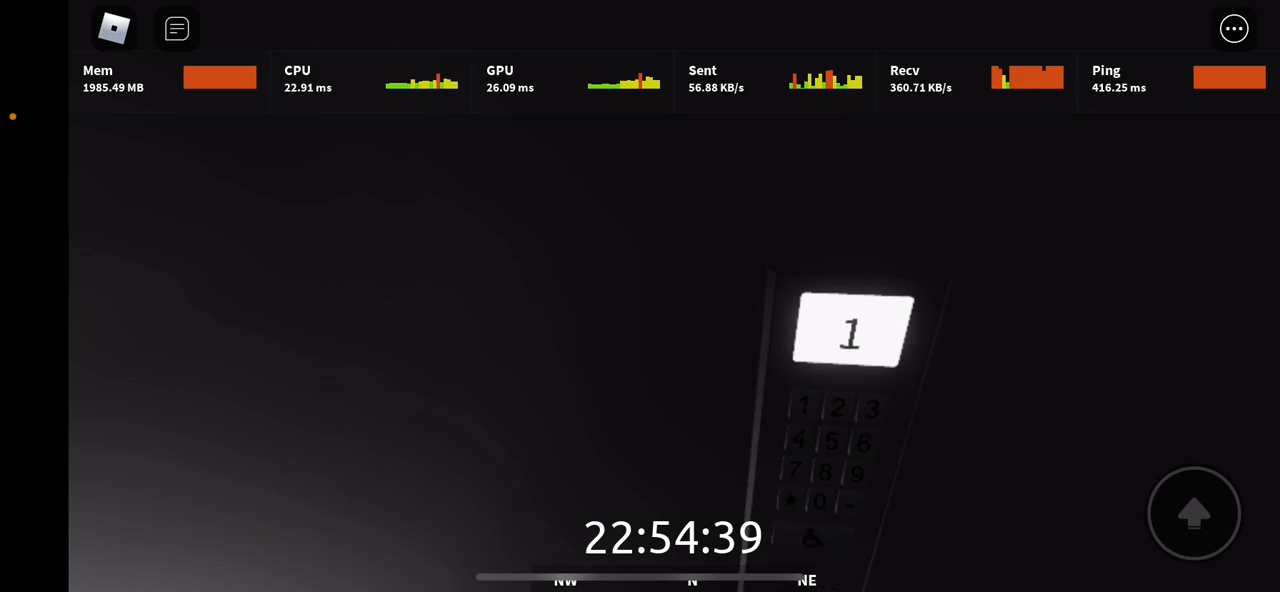 Mem
1985.49 MB
CPU
22.91 ms
GPU
26.09 ms
Sent
56.88 KB/s
Recv
360.71 KB/s
Ping
416.25 ms
1
1 2 3
4 5 6
7 8 9
* 0 -
22:54:39
NW N NE